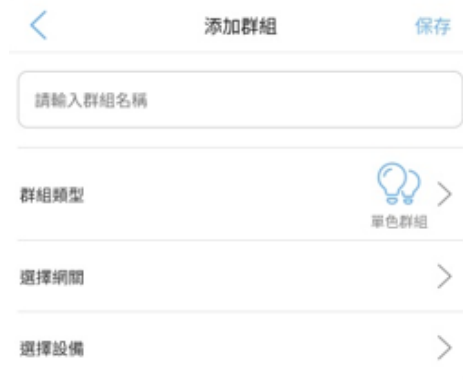 添加群組
保存
請輸入群組名稱
群組類型
單色群組
選擇網關
選擇設備